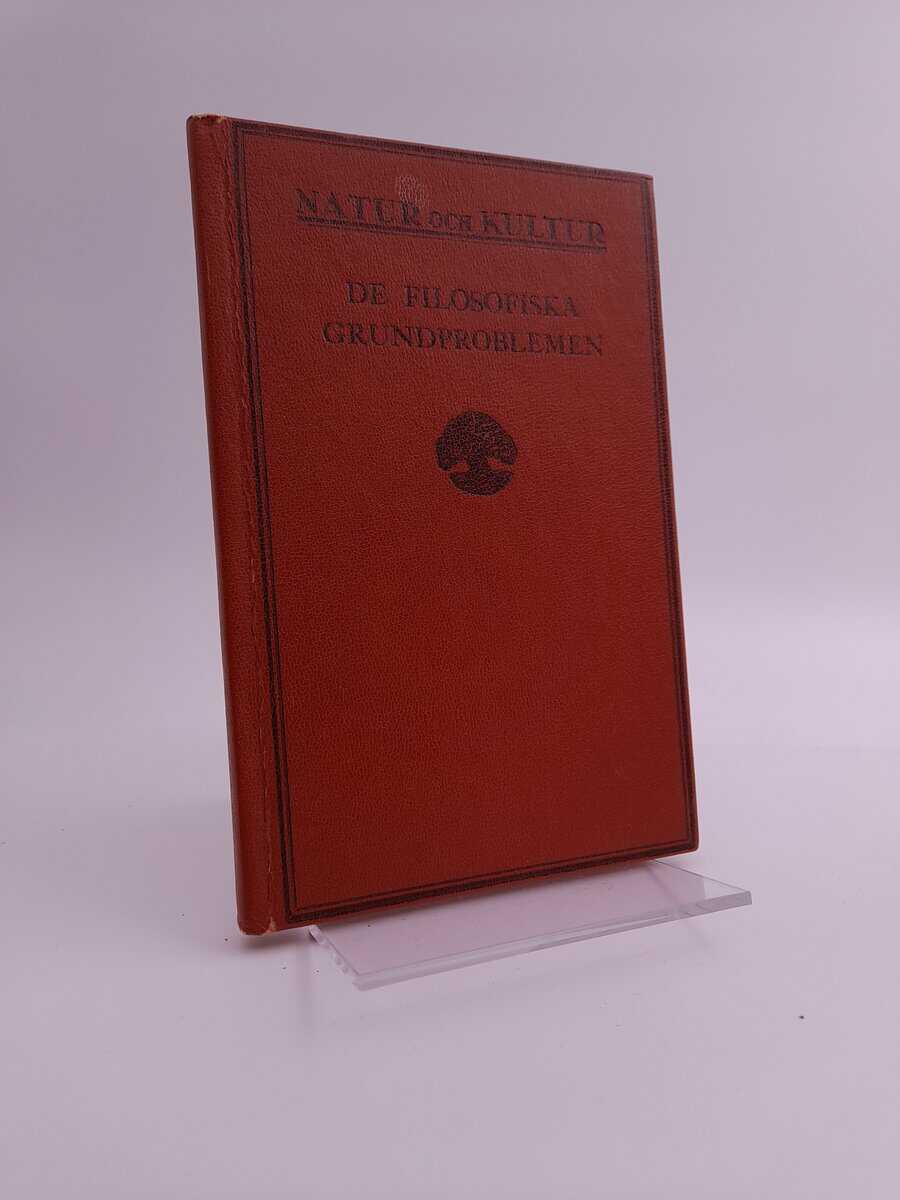 NATUR OCH KULTUR
DE FILOSOFISKA
GRUNDPROBLEMEN